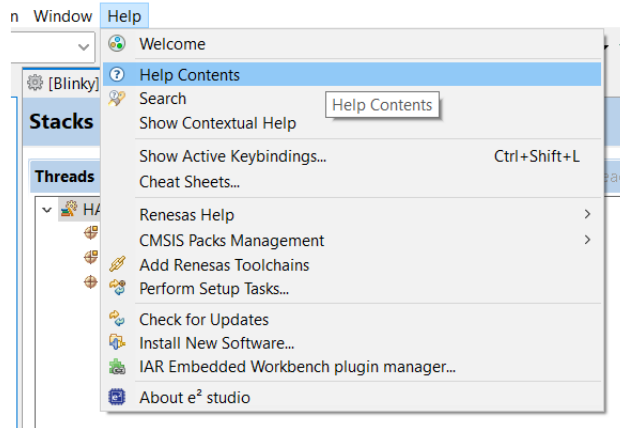 n Window Help
Welcome
[Blinky]
Help Contents
Search
Help Contents
Stacks
Show Contextual Help
Show Active Keybindings... Ctrl+Shift+L
Threads
Cheat Sheets...
HA
Renesas Help
CMSIS Packs Management
Add Renesas Toolchains
Perform Setup Tasks...
Check for Updates
Install New Software...
IAR Embedded Workbench plugin manager...
About e² studio